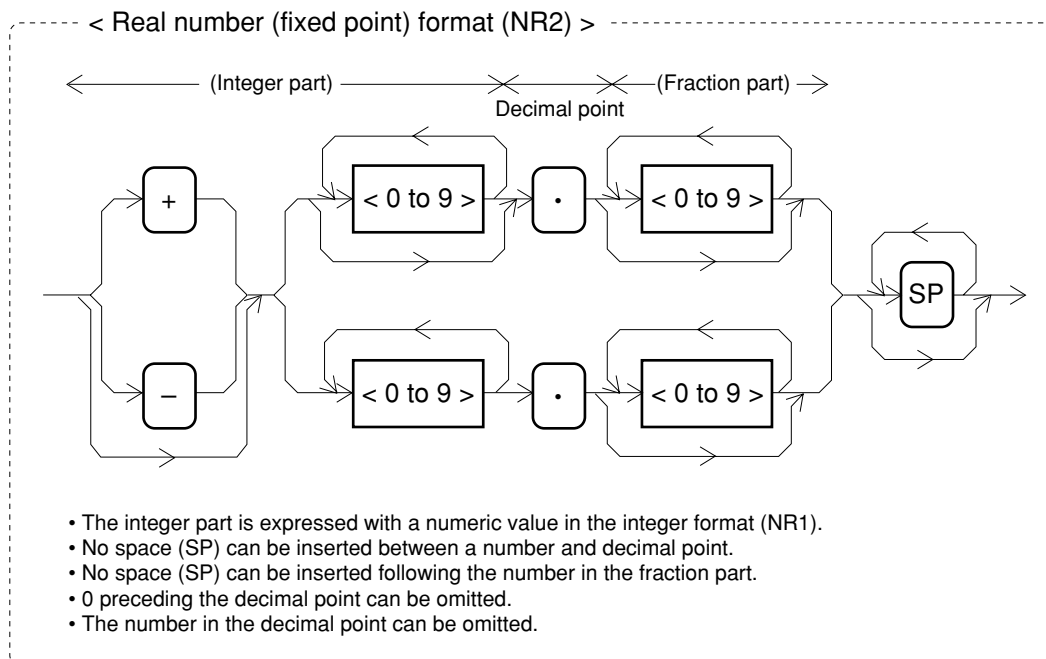 < Real number (fixed point) format (NR2) >
(Integer part) (Fraction part)
Decimal point
+ < 0 to 9 > . < 0 to 9 >
SP
– < 0 to 9 > . < 0 to 9 >
• The integer part is expressed with a numeric value in the integer format (NR1).
• No space (SP) can be inserted between a number and decimal point.
• No space (SP) can be inserted following the number in the fraction part.
• 0 preceding the decimal point can be omitted.
• The number in the decimal point can be omitted.